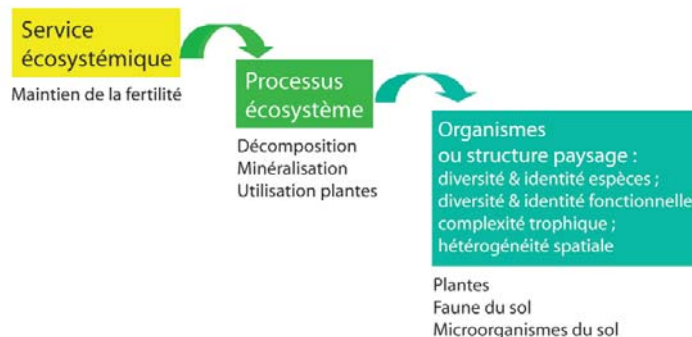 Service
écosystémique
Maintien de la fertilité
Processus
écosystème
Décomposition
Minéralisation
Utilisation plantes
Organismes
ou structure paysage :
diversité & identité espèces ;
diversité & identité fonctionnelle
complexité trophique ;
hétérogénéité spatiale
Plantes
Faune du sol
Microorganismes du sol